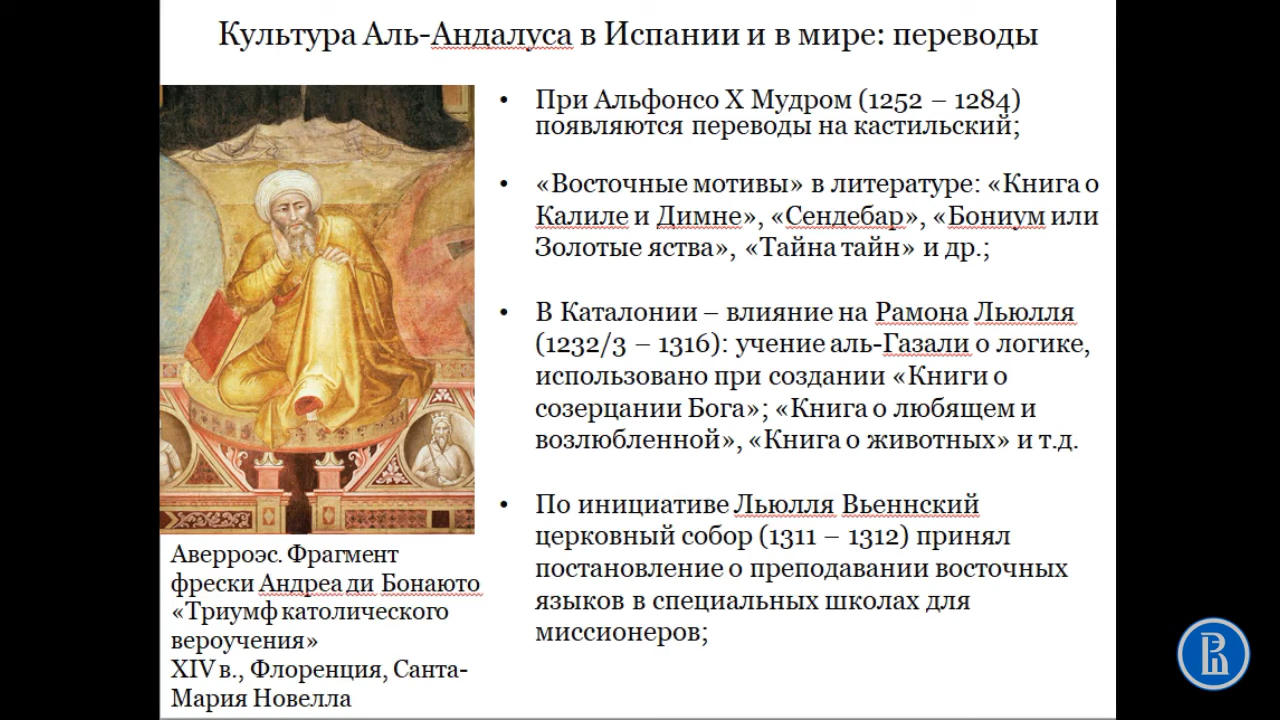 Культура Аль-Андалуса в Испании и в мире: переводы
• При Альфонсо X Мудром (1252 – 1284)
появляются переводы на кастильский;
• «Восточные мотивы» в литературе: «Книга о
Калиле и Димне», «Сендебар», «Бониум или
Золотые яства», «Тайна тайн» и др.;
• В Каталонии – влияние на Рамона Льюлля
(1232/3 – 1316): учение аль-Газали о логике,
использовано при создании «Книги о
созерцании Бога»; «Книга о любящем и
возлюбленной», «Книга о животных» и т.д.
• По инициативе Льюлля Вьеннский
церковный собор (1311 – 1312) принял
постановление о преподавании восточных
языков в специальных школах для
миссионеров;
Аверроэс. Фрагмент
фрески Андреа ди Бонаюто
«Триумф католического
вероучения»
XIV в., Флоренция, Санта-
Мария Новелла